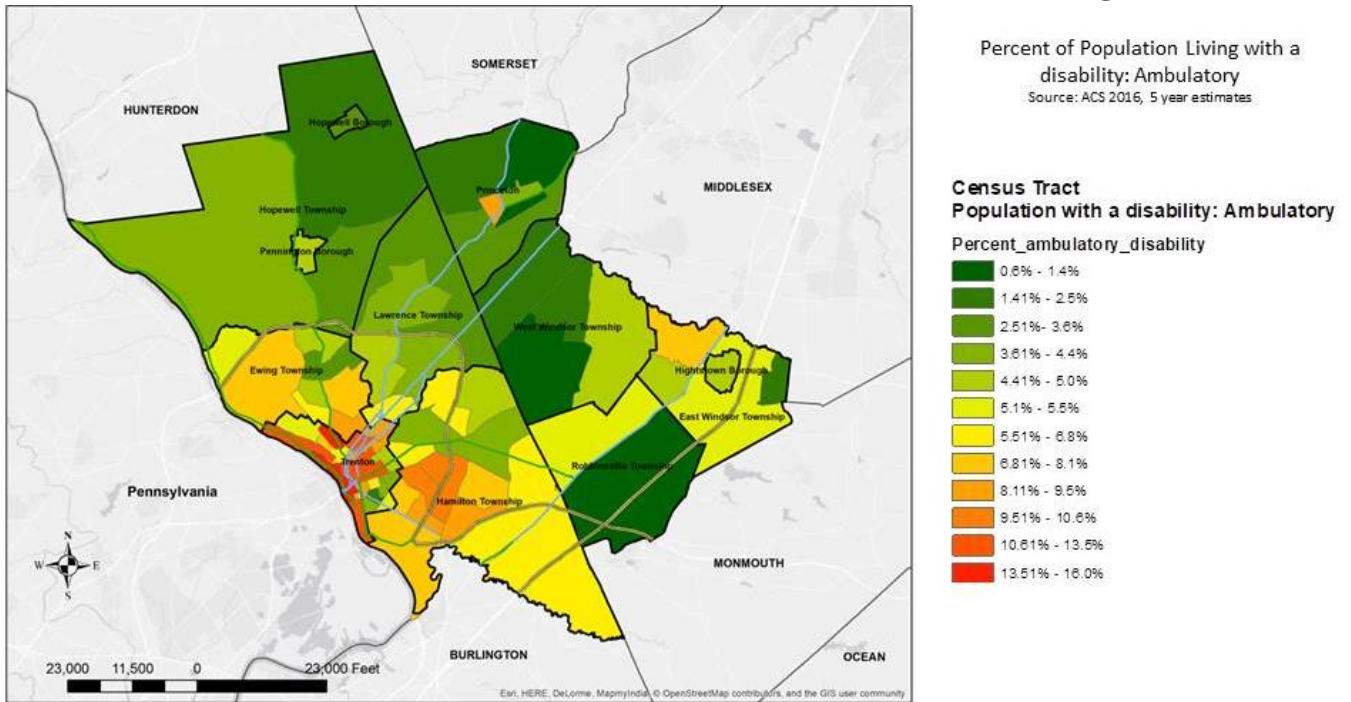 Percent of Population Living with a
disability: Ambulatory
Source: ACS 2016, 5 year estimates
SOMERSET
HUNTERDON
Hopewell Borough
MIDDLESEX
Princeton
Hopewell Township
Pennington Borough
Lawrence Township
West Windsor Township
Ewing Township
Hightstown Borough
East Windsor Township
Trenton
Robbinsville Township
Pennsylvania
Hamilton Township
N
W
E
S
MONMOUTH
BURLINGTON
OCEAN
23,000 11,500 0 23,000 Feet
Esri, HERE, DeLorme, MapmyIndia, © OpenStreetMap contributors, and the GIS user community
Census Tract
Population with a disability: Ambulatory
Percent_ambulatory_disability
0.6% - 1.4%
1.41% - 2.5%
2.51% - 3.6%
3.61% - 4.4%
4.41% - 5.0%
5.1% - 5.5%
5.51% - 6.8%
6.81% - 8.1%
8.11% - 9.5%
9.51% - 10.6%
10.61% - 13.5%
13.51% - 16.0%